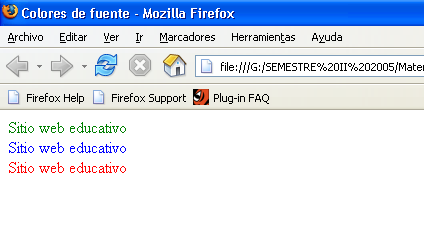 Colores de fuente - Mozilla Firefox
Archivo Editar Ver Ir Marcadores Herramientas Ayuda
file:///G:/SEMESTRE%20II%202005/Mater
Firefox Help Firefox Support Plug-in FAQ
Sitio web educativo
Sitio web educativo
Sitio web educativo